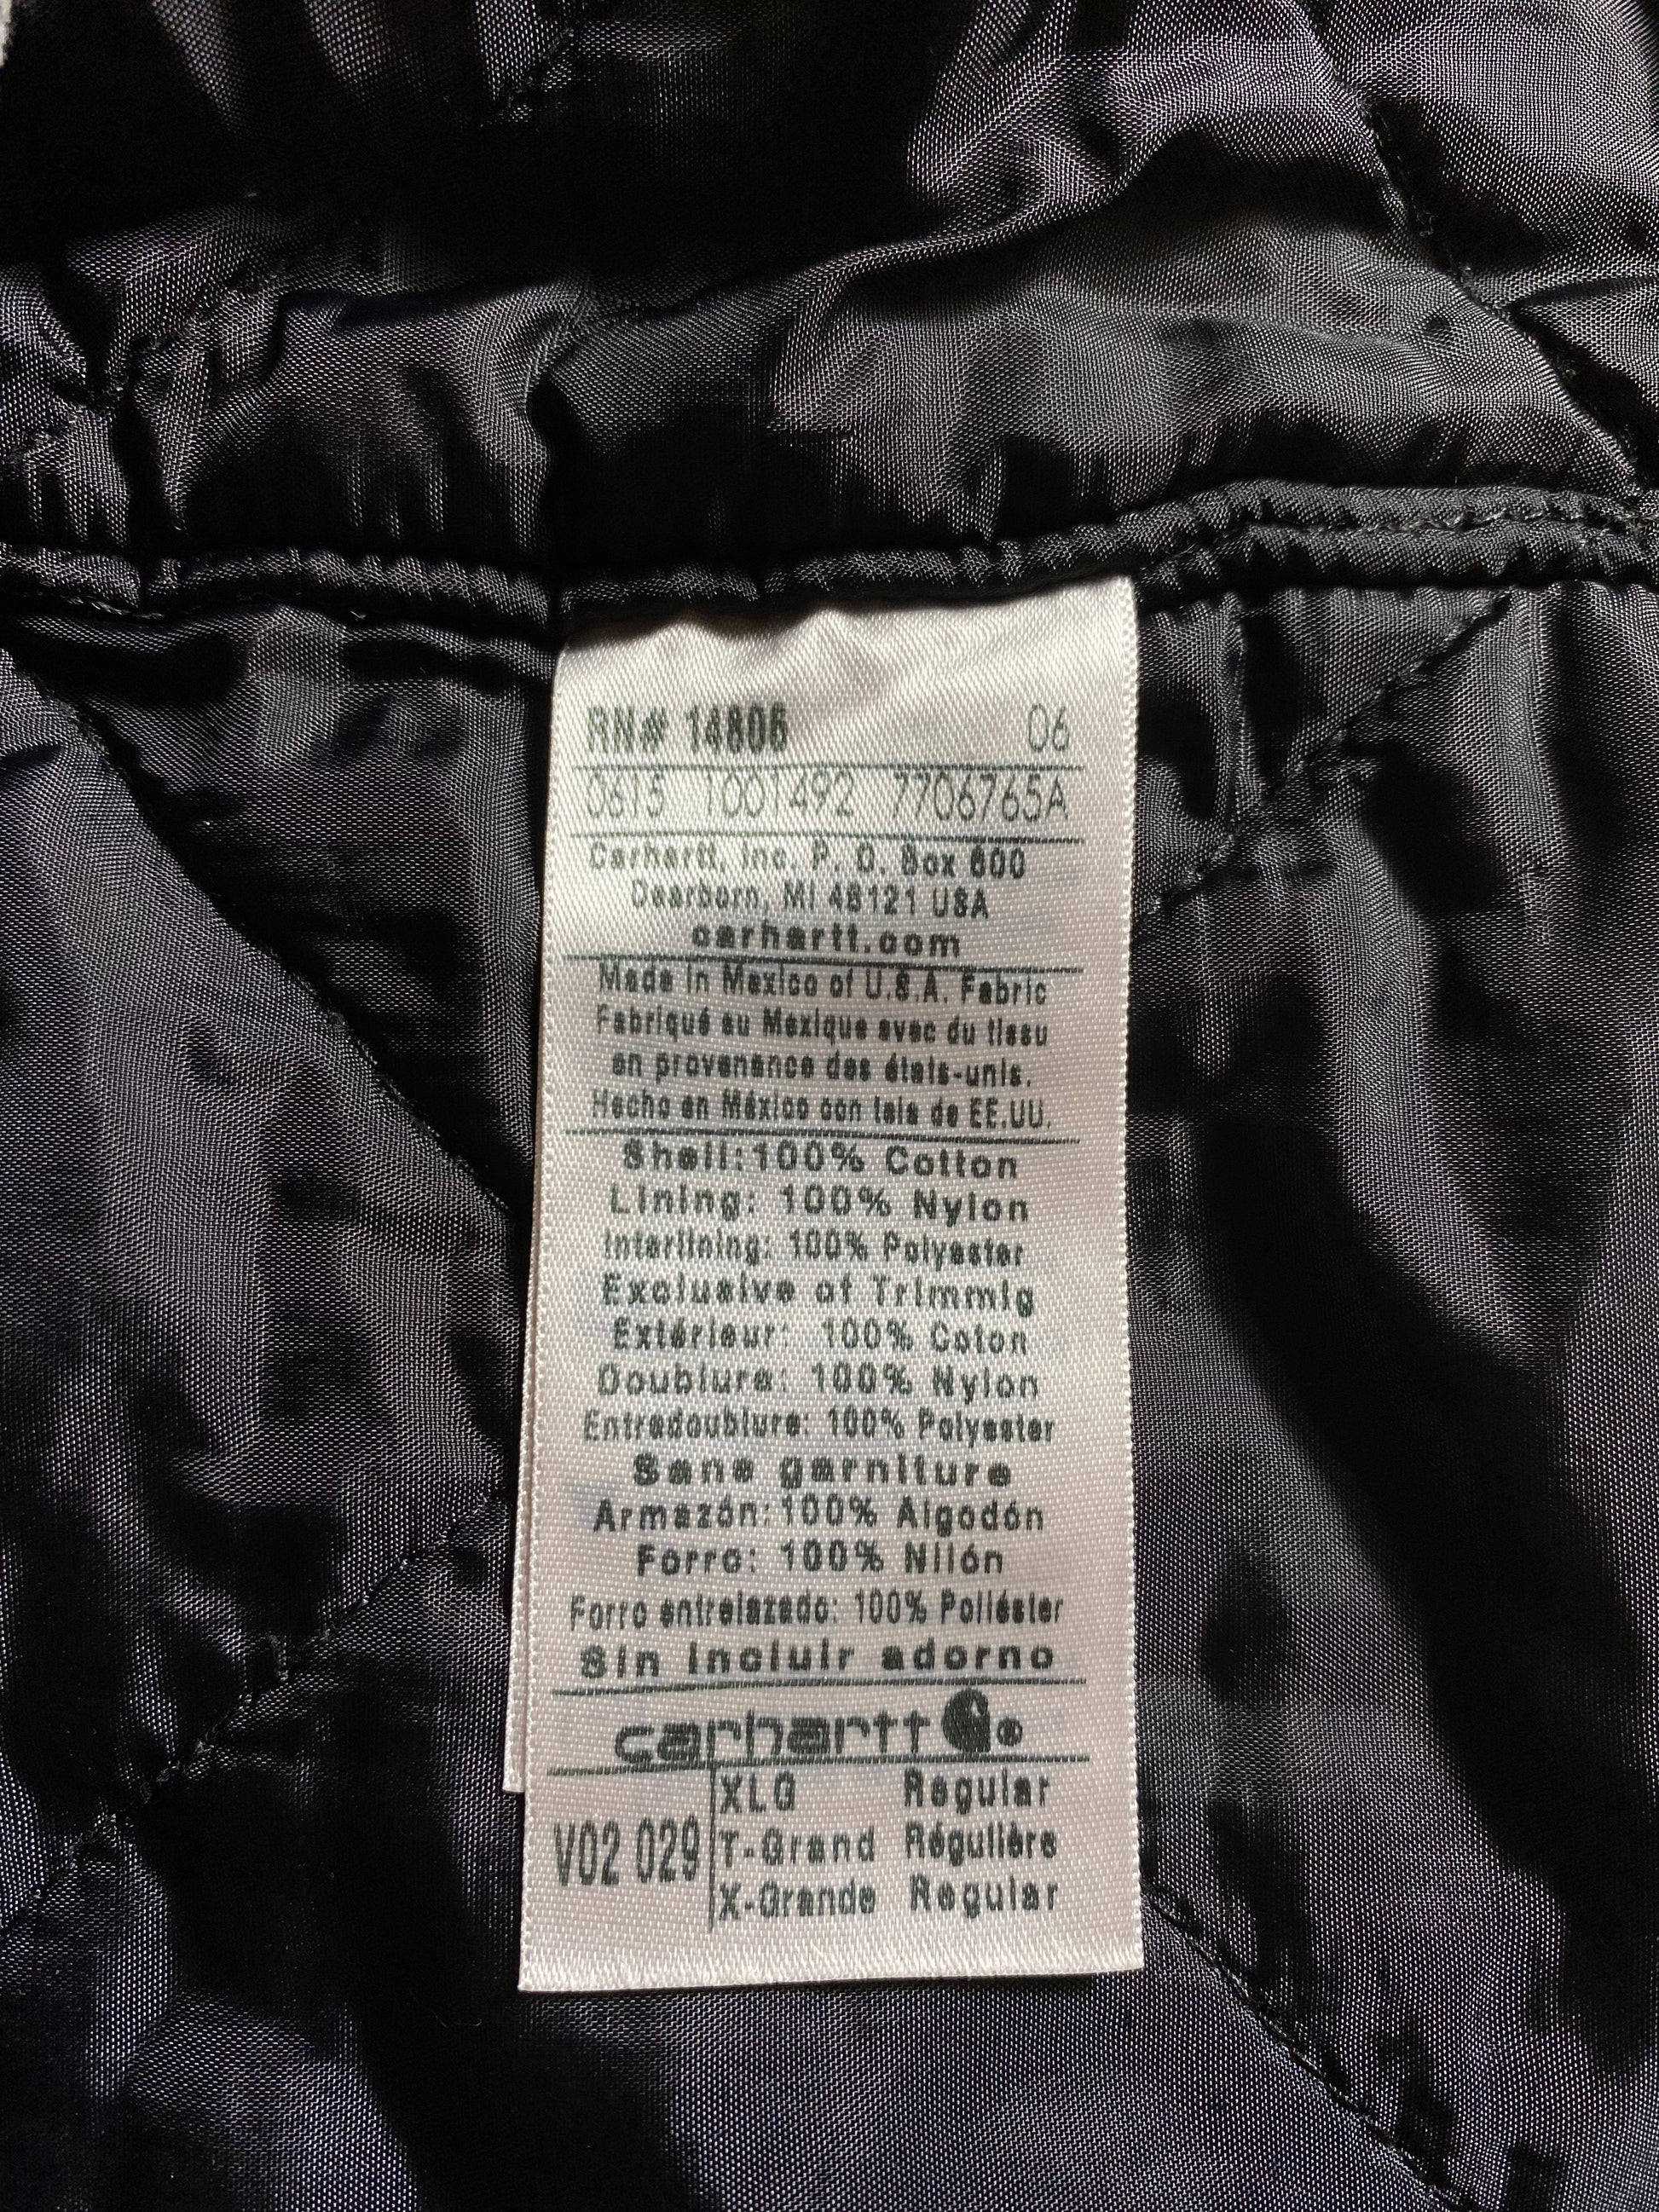 RN# 14806 06
0615 1001492 7706765A
Carhartt, Inc. P. O. Box 600
Dearborn, MI 48121 USA
carhartt.com
Made in Mexico of U.S.A. Fabric
Fabriqué au Mexique avec du tissu
en provenance des états-unis.
Hecho en México con tela de EE.UU.
Shell:100% Cotton
Lining: 100% Nylon
Interlining: 100% Polyester
Exclusive of Trimmig
Extérieur: 100% Coton
Doublure: 100% Nylon
Entredoublure: 100% Polyester
Sans garniture
Armazón:100% Algodón
Forro: 100% Nilón
Forro entrelazado: 100% Poliéster
Sin incluir adorno
carhartt ®
V02 029
XLG Regular
T-Grand Régulière
X-Grande Regular